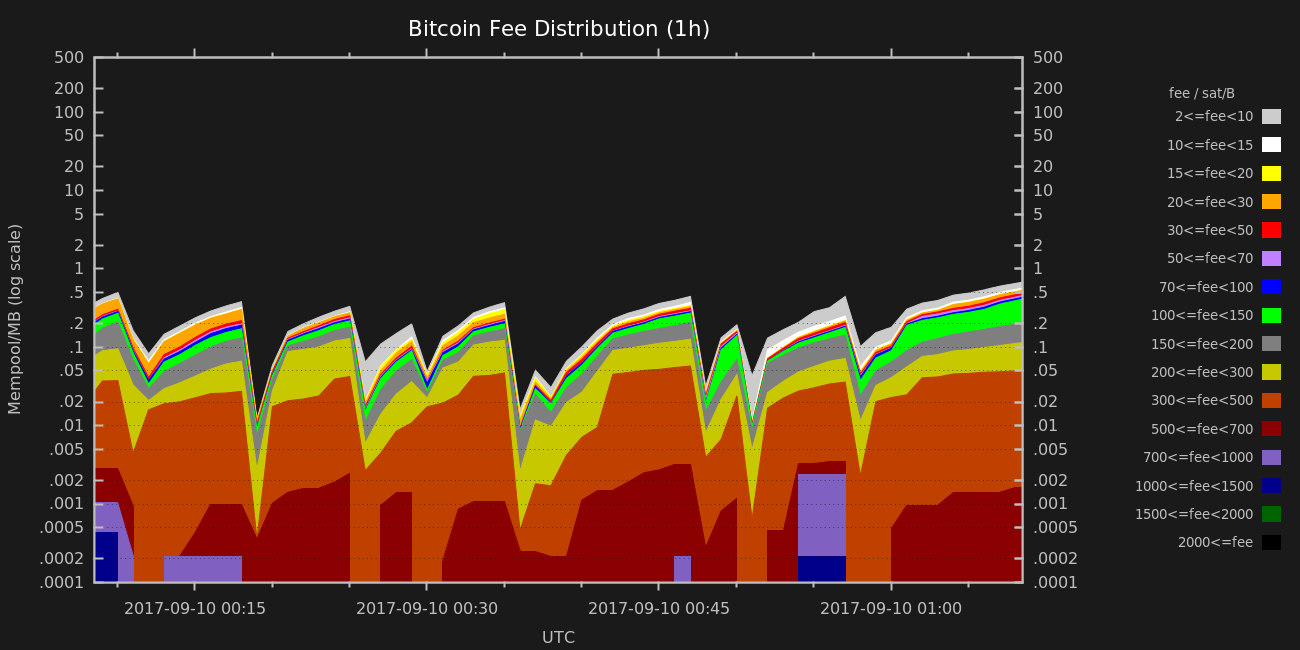 Bitcoin Fee Distribution (1h)
Mempool/MB (log scale)
500
200
100
50
20
10
5
2
1
.5
.2
.1
.05
.02
.01
.005
.002
.001
.0005
.0002
.0001
500
200
100
50
20
10
5
2
1
.5
.2
.1
.05
.02
.01
.005
.002
.001
.0005
.0002
.0001
2017-09-10 00:15
2017-09-10 00:30
2017-09-10 00:45
2017-09-10 01:00
UTC
fee / sat/B
2<=fee<10
10<=fee<15
15<=fee<20
20<=fee<30
30<=fee<50
50<=fee<70
70<=fee<100
100<=fee<150
150<=fee<200
200<=fee<300
300<=fee<500
500<=fee<700
700<=fee<1000
1000<=fee<1500
1500<=fee<2000
2000<=fee